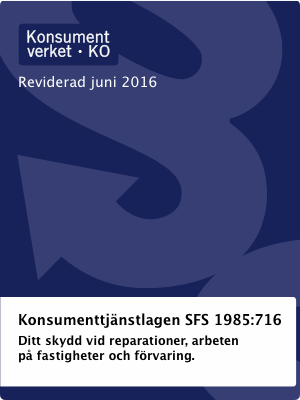 Konsument
verket • KO
Reviderad juni 2016
Konsumenttjänstlagen SFS 1985:716
Ditt skydd vid reparationer, arbeten
på fastigheter och förvaring.